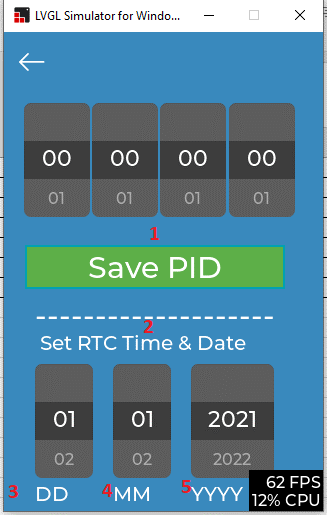 LVGL Simulator for Windo...
00 00 00 00
01 01 01 01
1
Save PID
2
Set RTC Time & Date
01 01 2021
02 02 2022
3 DD 4 MM 5 YYYY
62 FPS
12% CPU